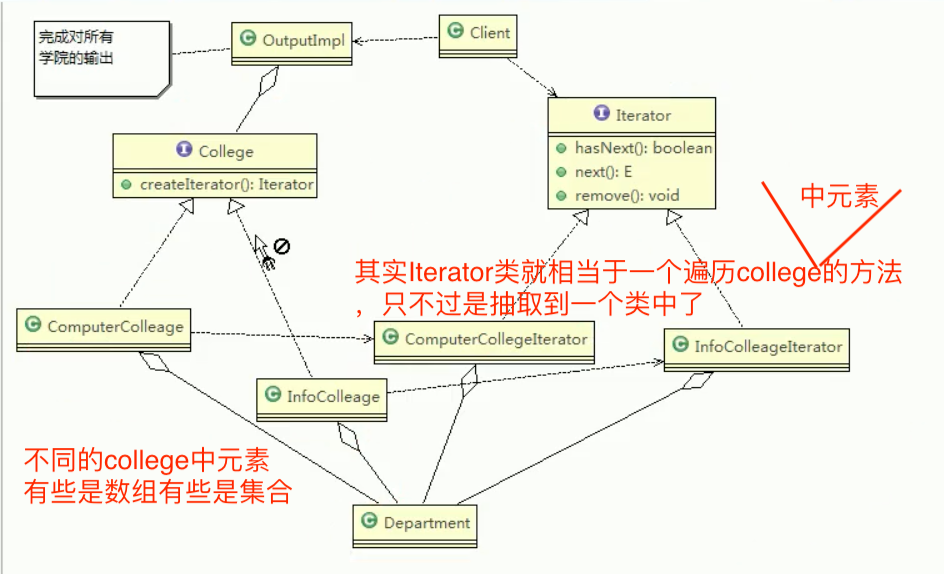 完成对所有
学院的输出
OutputImpl
Client
Iterator
hasNext(): boolean
next(): E
remove(): void
College
createIterator(): Iterator
中元素
其实Iterator类就相当于一个遍历college的方法
，只不过是抽取到一个类中了
ComputerColleage
ComputerCollegeIterator
InfoColleageIterator
InfoColleage
不同的college中元素
有些是数组有些是集合
Department